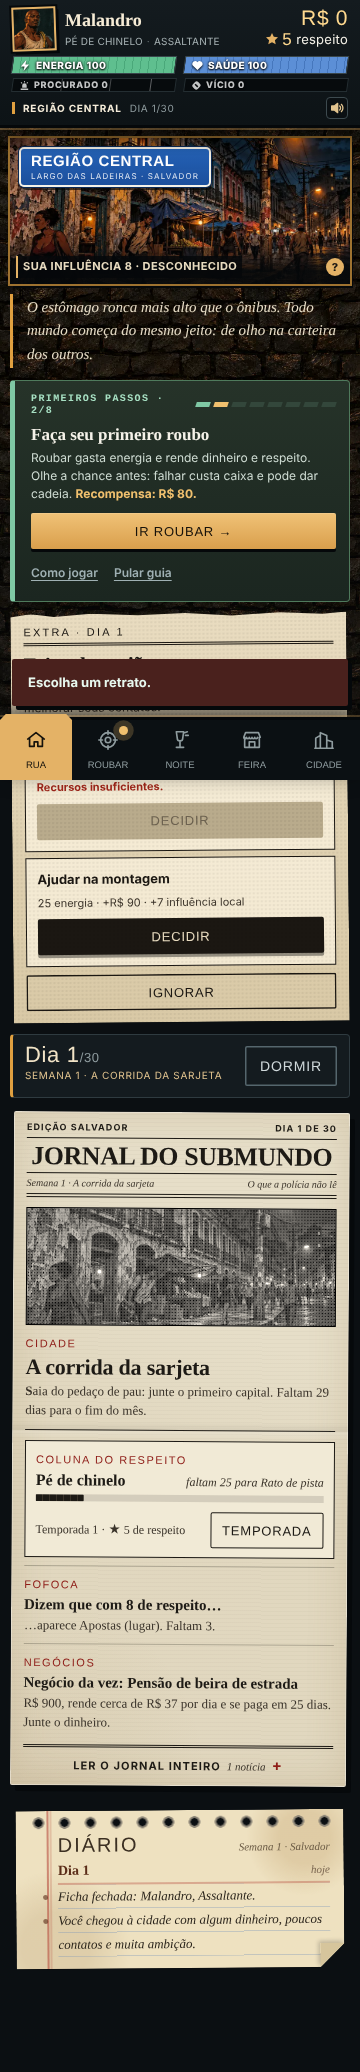 Malandro
PÉ DE CHINELO · ASSALTANTE
R$ 0
5 respeito
ENERGIA 100
SAÚDE 100
PROCURADO 0
VÍCIO 0
REGIÃO CENTRAL DIA 1/30
REGIÃO CENTRAL
LARGO DAS LADEIRAS · SALVADOR
SUA INFLUÊNCIA 8 · DESCONHECIDO
?
O estômago ronca mais alto que o ônibus. Todo
mundo começa do mesmo jeito: de olho na carteira
dos outros.
PRIMEIROS PASSOS ·
2/8
Faça seu primeiro roubo
Roubar gasta energia e rende dinheiro e respeito.
Olhe a chance antes: falhar custa caixa e pode dar
cadeia. Recompensa: R$ 80.
IR ROUBAR →
Como jogar Pular guia
EXTRA · DIA 1
Escolha um retrato.
RUA
ROUBAR
NOITE
FEIRA
CIDADE
Recursos insuficientes.
DECIDIR
Ajudar na montagem
25 energia · +R$ 90 · +7 influência local
DECIDIR
IGNORAR
Dia 1/30
SEMANA 1 · A CORRIDA DA SARJETA
DORMIR
EDIÇÃO SALVADOR DIA 1 DE 30
JORNAL DO SUBMUNDO
Semana 1 · A corrida da sarjeta O que a polícia não lê
CIDADE
A corrida da sarjeta
Saia do pedaço de pau: junte o primeiro capital. Faltam 29
dias para o fim do mês.
COLUNA DO RESPEITO
Pé de chinelo faltam 25 para Rato de pista
Temporada 1 · ★ 5 de respeito
TEMPORADA
FOFOCA
Dizem que com 8 de respeito…
…aparece Apostas (lugar). Faltam 3.
NEGÓCIOS
Negócio da vez: Pensão de beira de estrada
R$ 900, rende cerca de R$ 37 por dia e se paga em 25 dias.
Junte o dinheiro.
LER O JORNAL INTEIRO 1 notícia +
DIÁRIO
Semana 1 · Salvador
Dia 1 hoje
Ficha fechada: Malandro, Assaltante.
Você chegou à cidade com algum dinheiro, poucos
contatos e muita ambição.